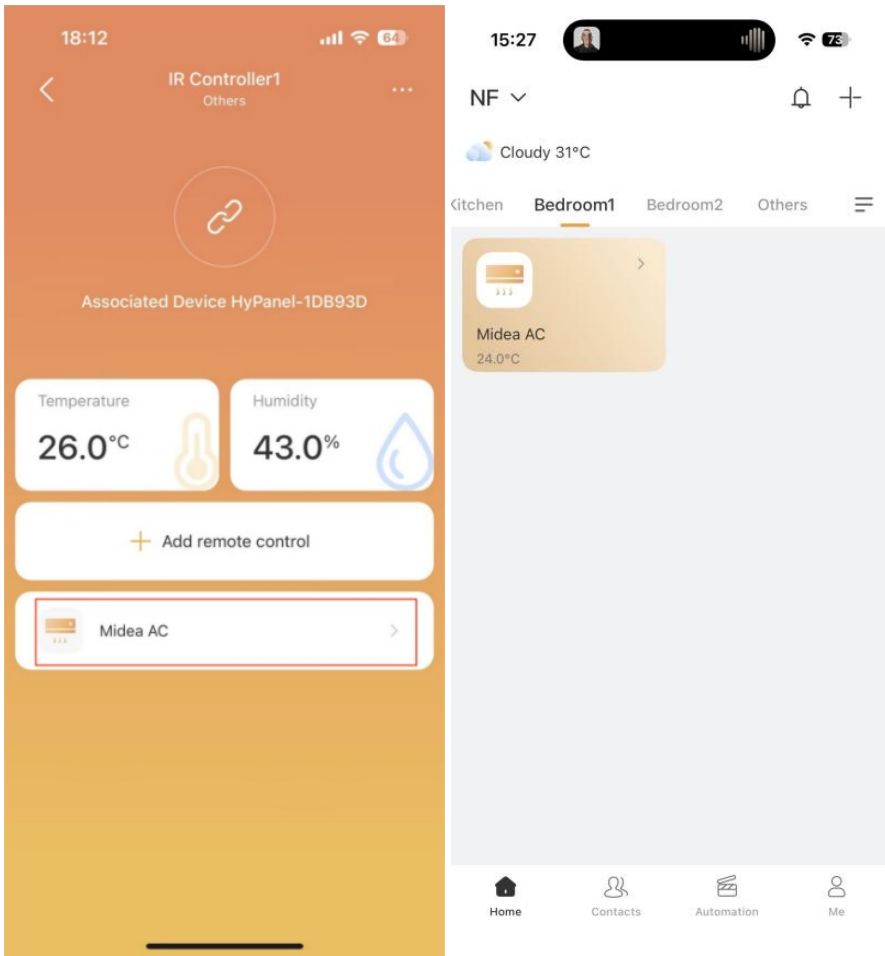 18:12
64
IR Controller1
Others
Associated Device HyPanel-1DB93D
Temperature
26.0°C
Humidity
43.0%
Add remote control
Midea AC
15:27
73
NF
Cloudy 31°C
Kitchen Bedroom1 Bedroom2 Others
Midea AC
24.0°C
Home Contacts Automation Me